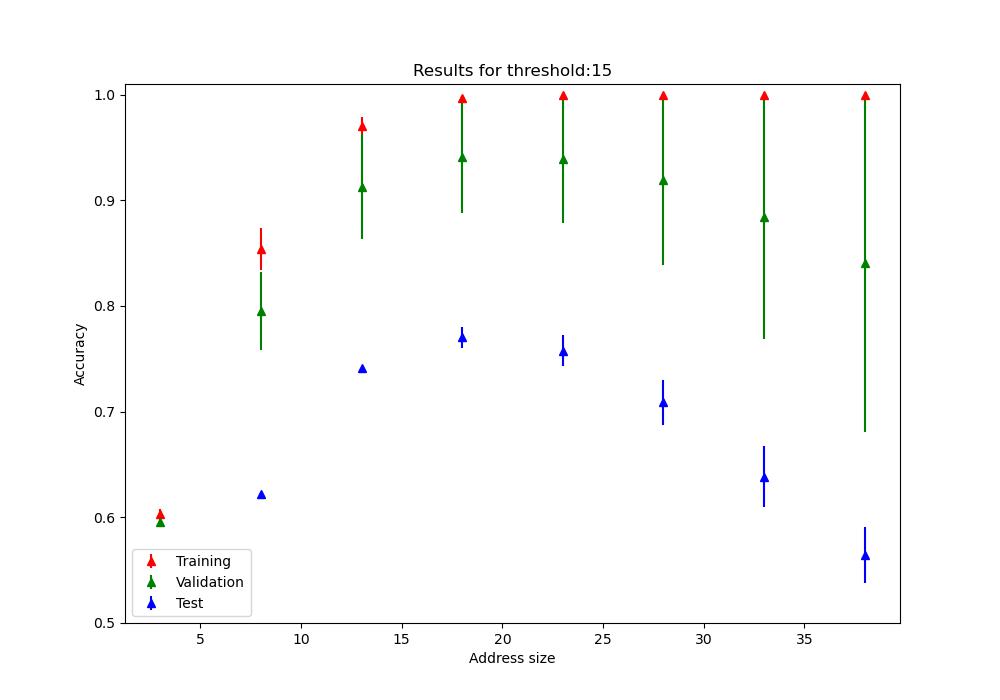 Results for threshold:15
Accuracy
1.0
0.9
0.8
0.7
0.6
0.5
Training
Validation
Test
5 10 15 20 25 30 35
Address size